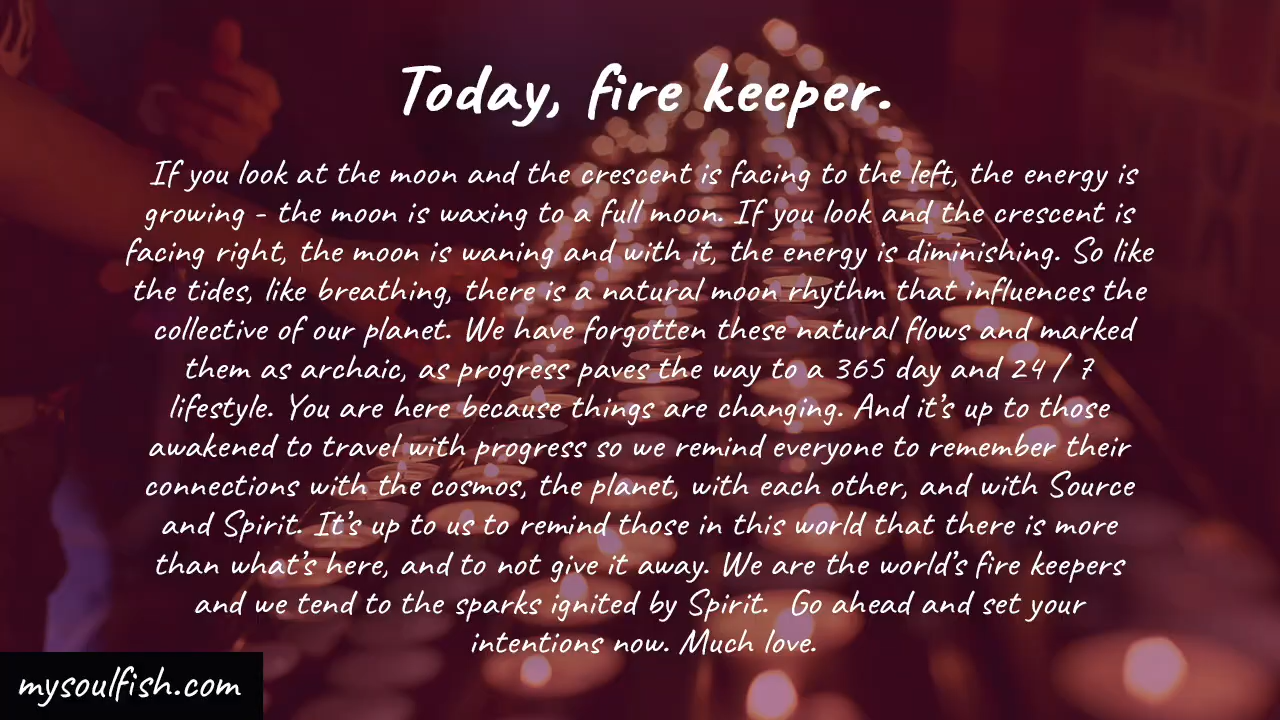 Today, fire keeper.
If you look at the moon and the crescent is facing to the left, the energy is
growing - the moon is waxing to a full moon. If you look and the crescent is
facing right, the moon is waning and with it, the energy is diminishing. So like
the tides, like breathing, there is a natural moon rhythm that influences the
collective of our planet. We have forgotten these natural flows and marked
them as archaic, as progress paves the way to a 365 day and 24 / 7
lifestyle. You are here because things are changing. And it's up to those
awakened to travel with progress so we remind everyone to remember their
connections with the cosmos, the planet, with each other, and with Source
and Spirit. It's up to us to remind those in this world that there is more
than what's here, and to not give it away. We are the world's fire keepers
and we tend to the sparks ignited by Spirit.  Go ahead and set your
intentions now. Much love.
mysoulfish.com